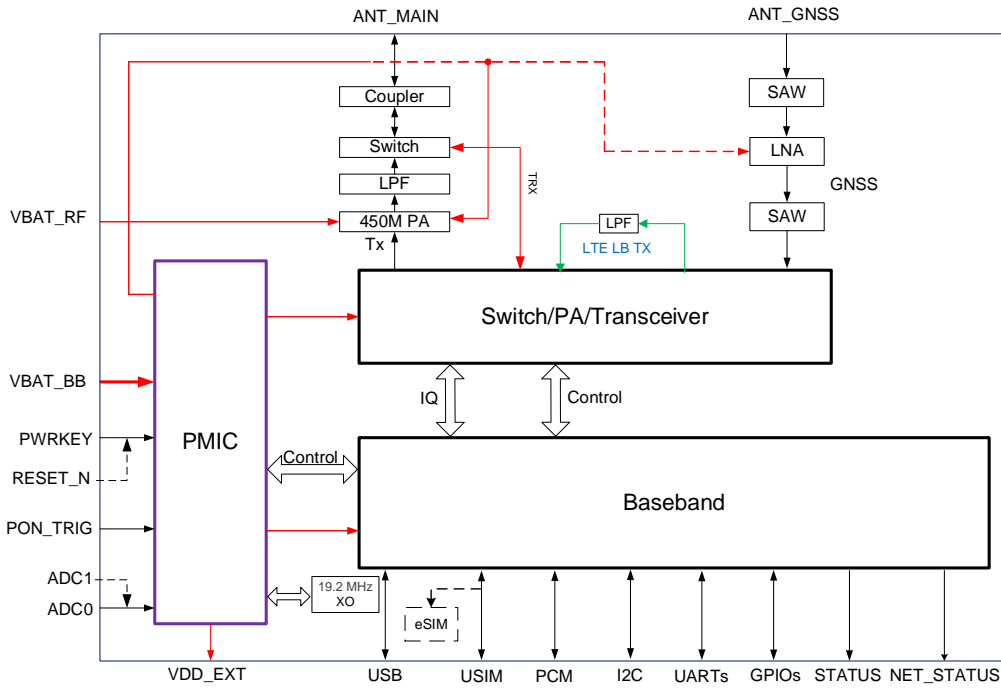 ANT_MAIN
ANT_GNSS
Coupler
SAW
Switch
LNA
LPF
TRX
GNSS
VBAT_RF
450M PA
SAW
LPF
Tx
LTE LB TX
Switch/PA/Transceiver
VBAT_BB
IQ
Control
PWRKEY
PMIC
Control
RESET_N
Baseband
PON_TRIG
ADC1
19.2 MHz
XO
ADC0
eSIM
VDD_EXT
USB
USIM
PCM
I2C
UARTs
GPIOs
STATUS
NET_STATUS